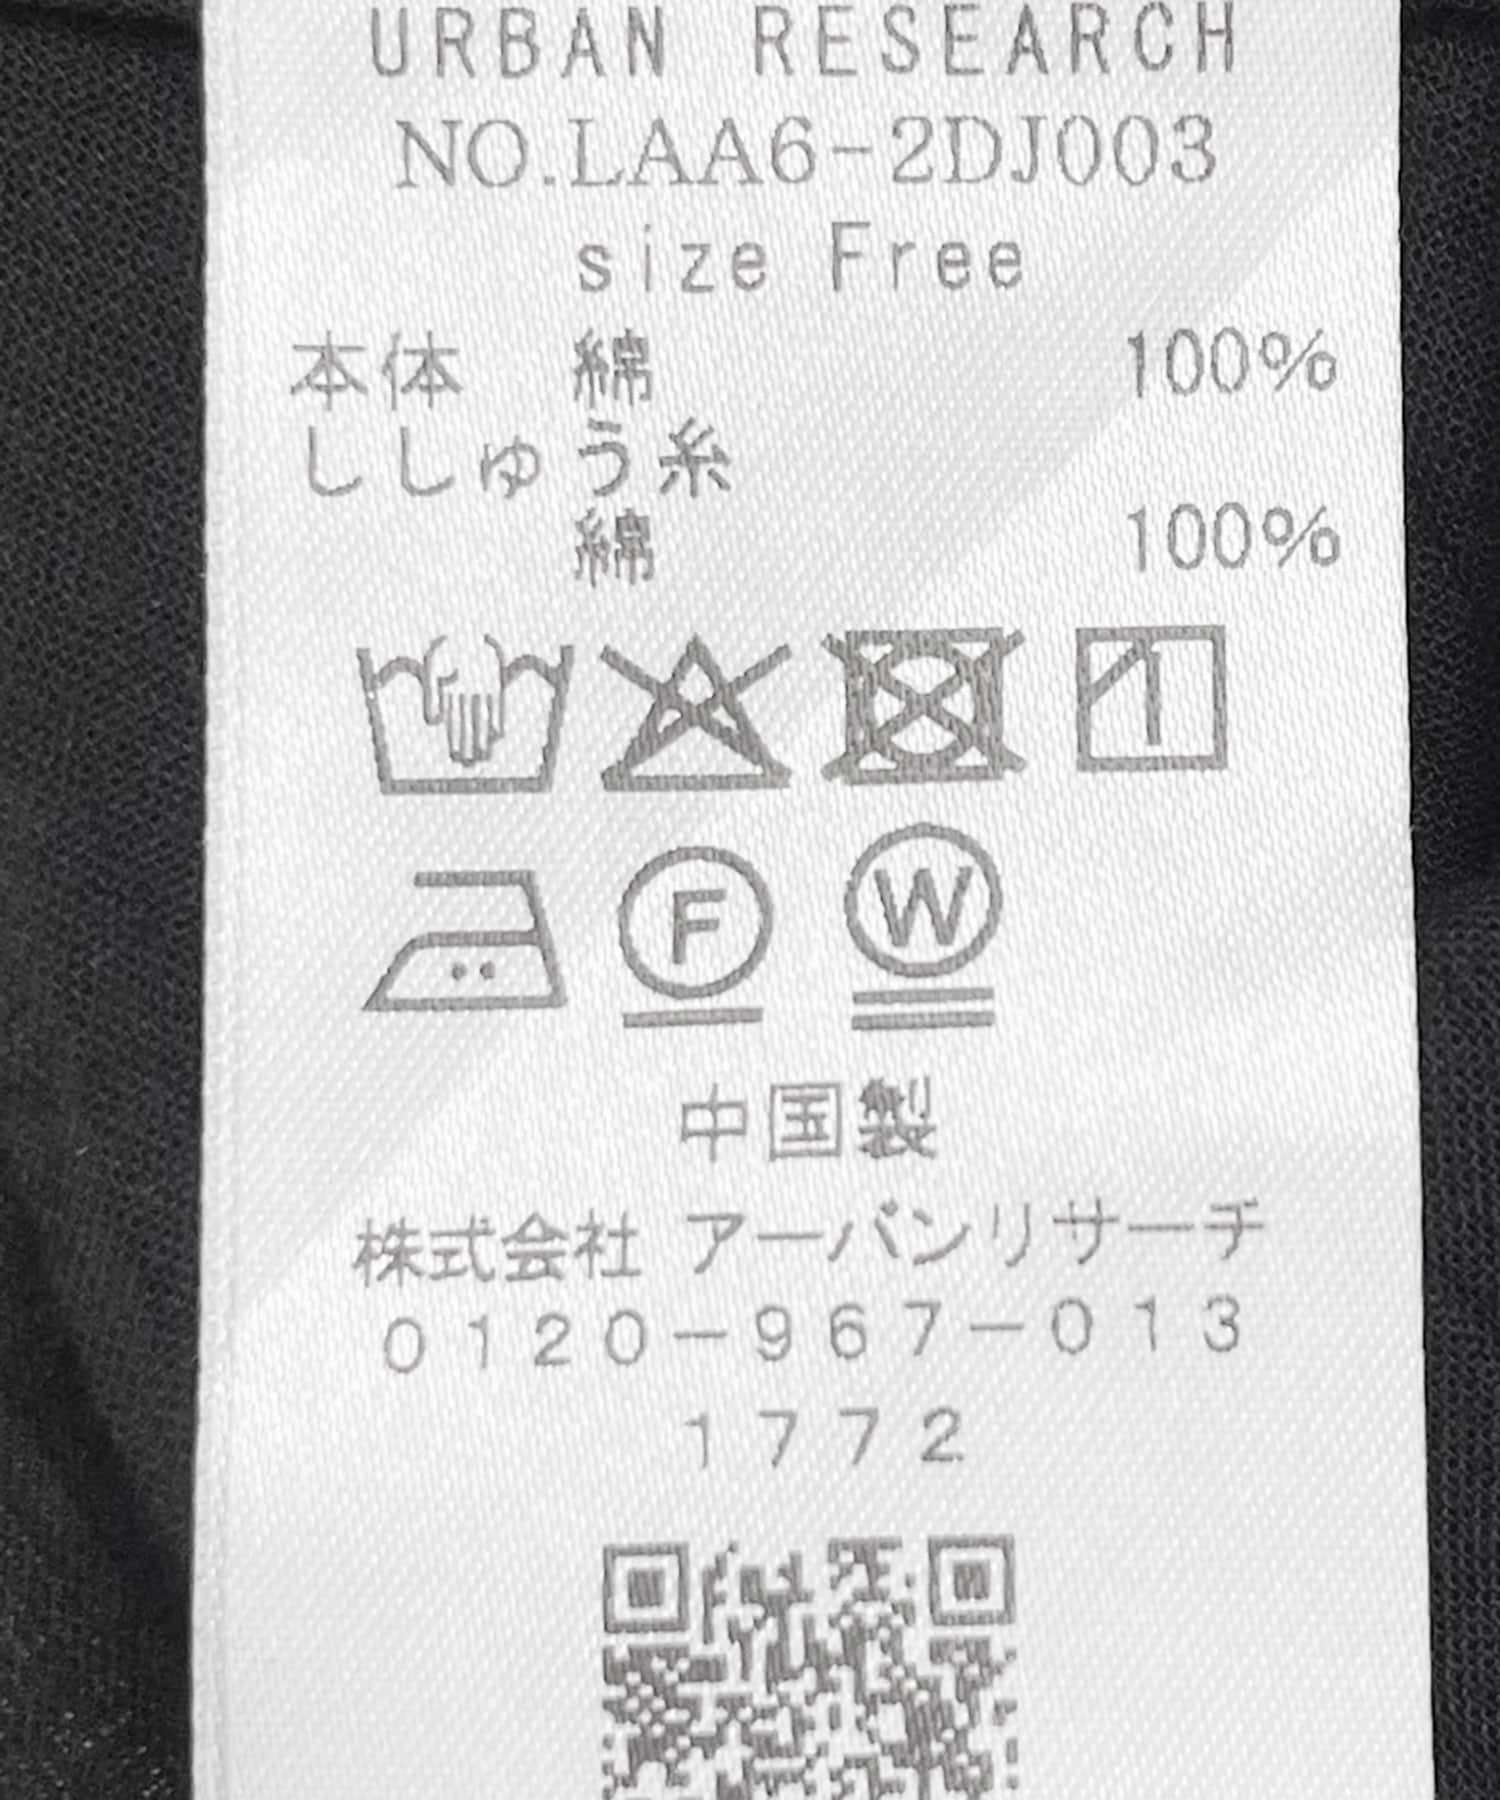 URBAN RESEARCH
NO.LAA6-2DJ003
size Free
本体 綿 100%
ししゅう糸
綿 100%
F W
中国製
株式会社 アーバンリサーチ
0120-967-013
1772